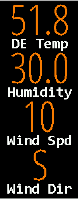 51.8
DE Temp
30.0
Humidity
10
Wind Spd
S
Wind Dir